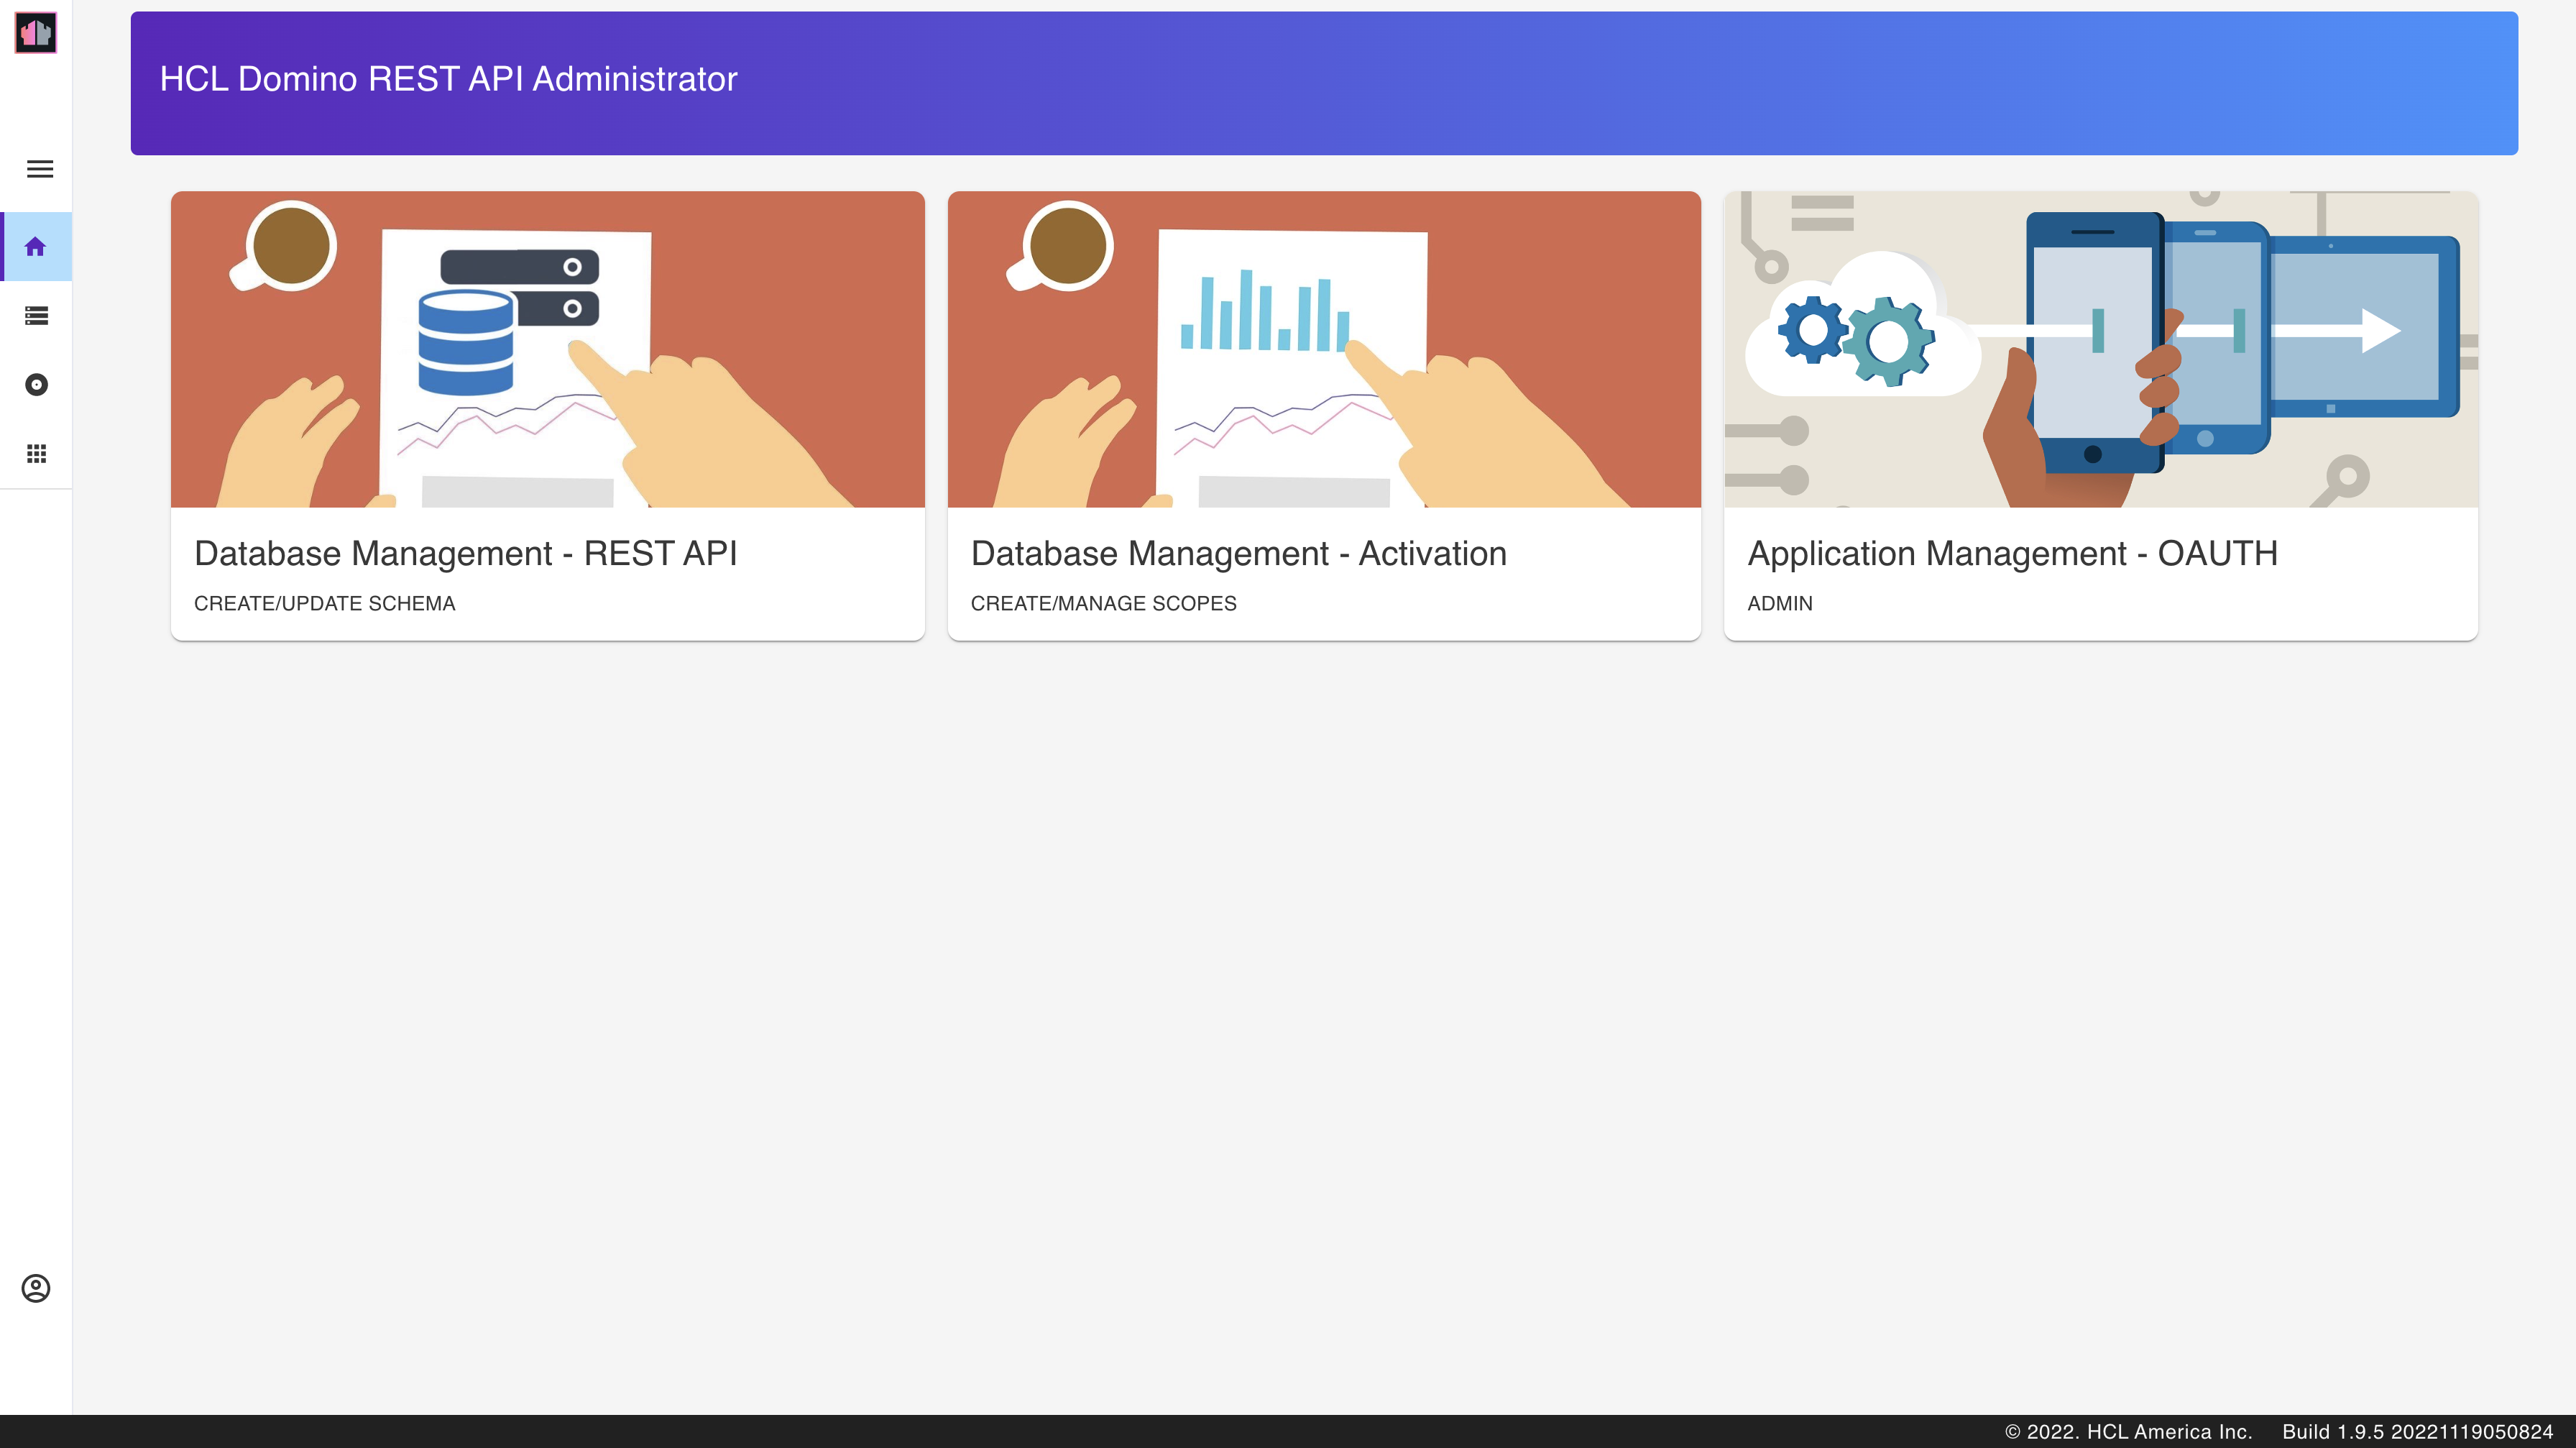 HCL Domino REST API Administrator
Database Management - REST API
CREATE/UPDATE SCHEMA
Database Management - Activation
CREATE/MANAGE SCOPES
Application Management - OAUTH
ADMIN
© 2022. HCL America Inc. Build 1.9.5 20221119050824